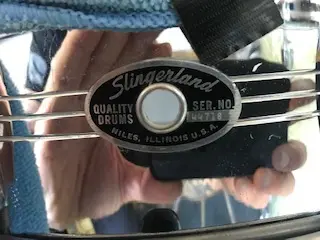 Slingerland
QUALITY SER. NO.
DRUMS
NILES, ILLINOIS U.S.A.